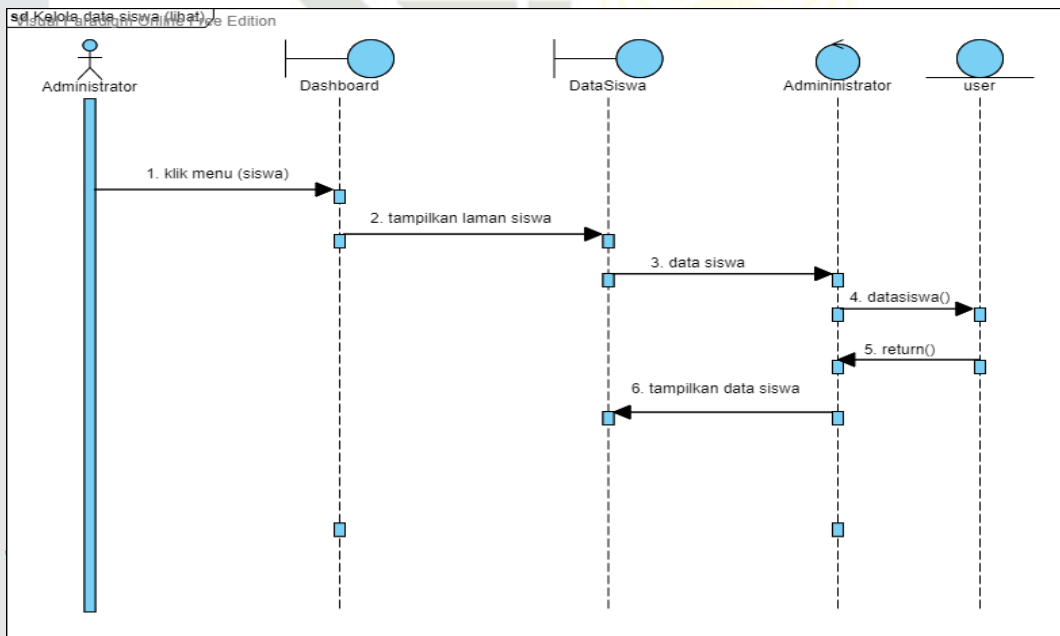 sd Kelola data siswa (lihat)
Visual Paradigm Online Free Edition
Administrator
Dashboard
DataSiswa
Admininistrator
user
1. klik menu (siswa)
2. tampilkan laman siswa
3. data siswa
4. datasiswa()
5. return()
6. tampilkan data siswa